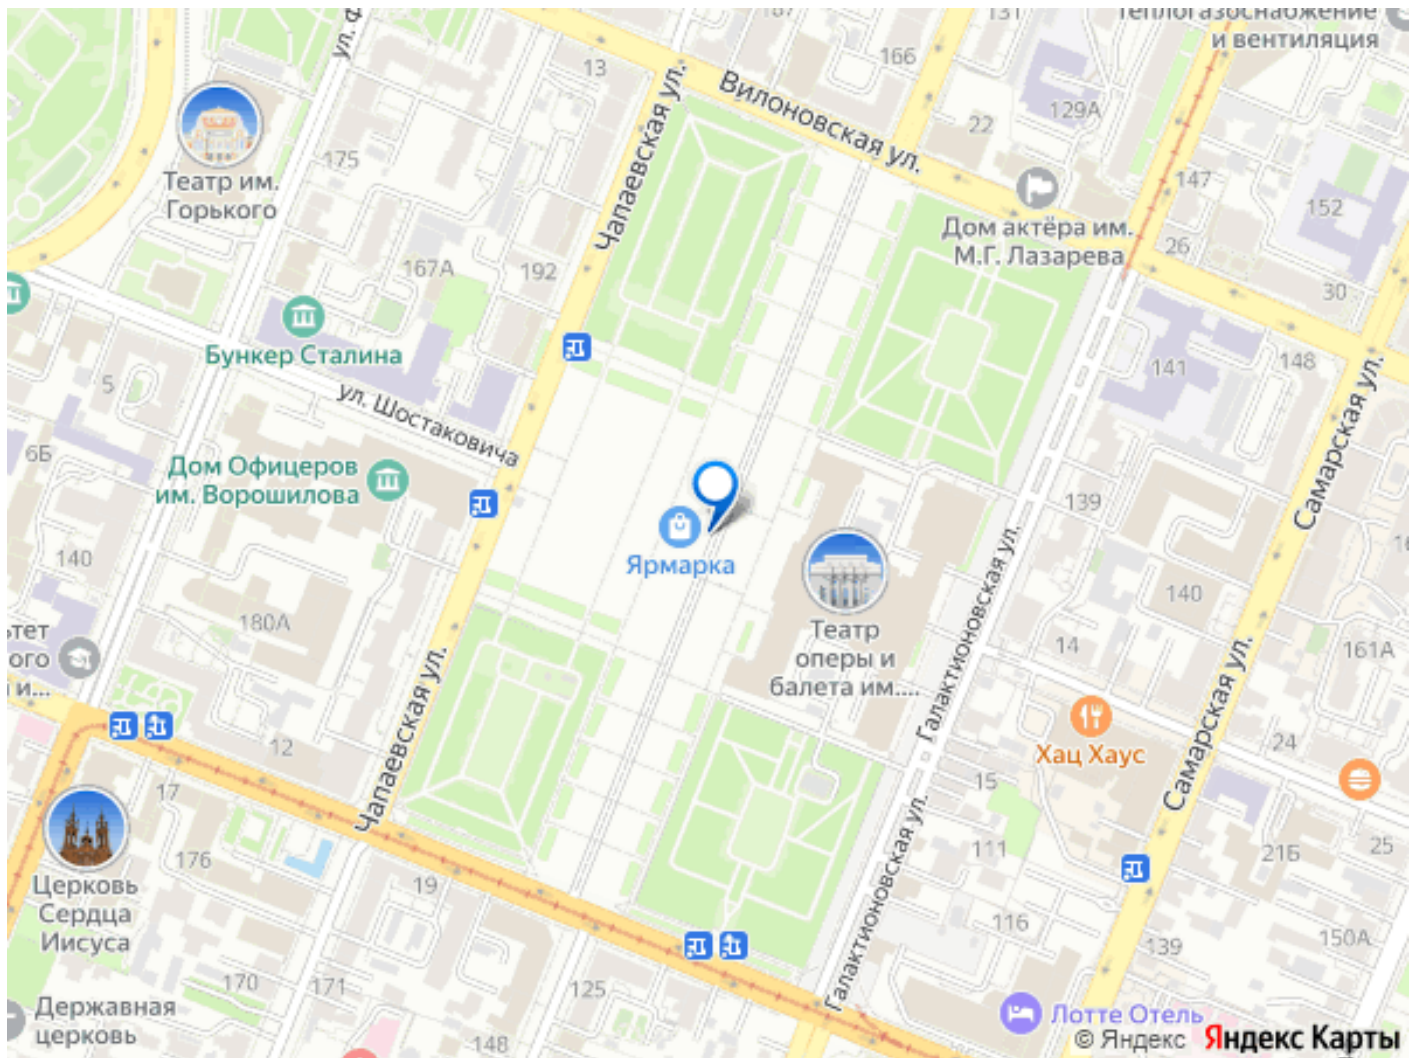 187
131
Теплогазоснабжение
и вентиляция
166
13
Вилоновская ул.
Чапаевская ул.
129А
22
175
Театр им.
Горького
147
152
Дом актёра им.
М.Г. Лазарева
26
167А
192
30
Бункер Сталина
141
148
5
ул. Шостаковича
Самарская ул.
6Б
Дом Офицеров
им. Ворошилова
139
Ярмарка
140
Галактионовская ул.
140
180А
Театр
оперы и
балета им....
14
161А
и...
Чапаевская ул.
Самарская ул.
12
24
Хац Хаус
15
17
Галактионовская ул.
176
111
21Б
25
19
Церковь
Сердца
Иисуса
116
139
150А
170
171
125
Державная
церковь
Лотте Отель
148
© Яндекс Яндекс Карты